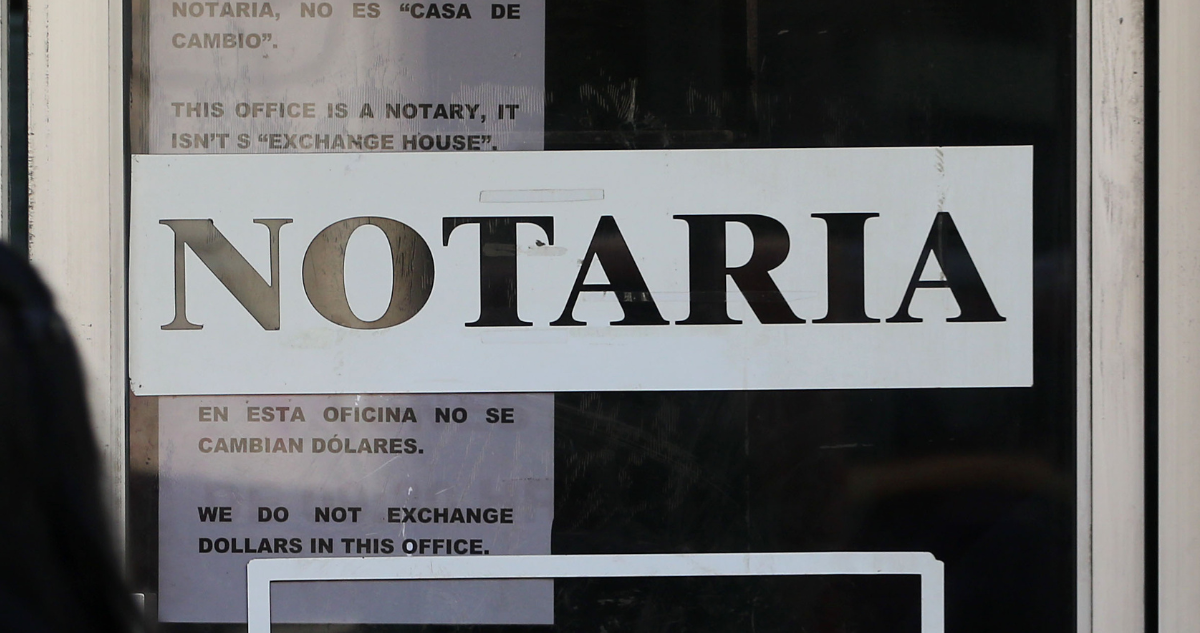 NOTARIA, NO ES “CASA DE
CAMBIO”.
THIS OFFICE IS A NOTARY, IT
ISN'T S “EXCHANGE HOUSE”.
NOTARIA
EN ESTA OFICINA NO SE
CAMBIAN DÓLARES.
WE DO NOT EXCHANGE
DOLLARS IN THIS OFFICE.